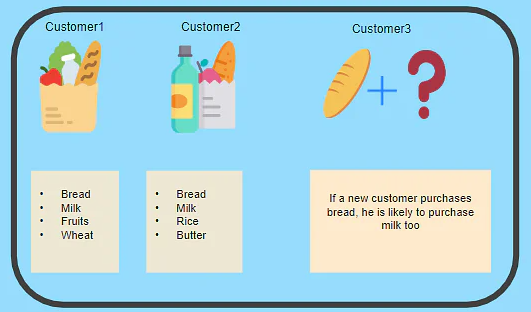 Customer1
Customer2
Customer3
• Bread
• Milk
• Fruits
• Wheat
• Bread
• Milk
• Rice
• Butter
If a new customer purchases
bread, he is likely to purchase
milk too